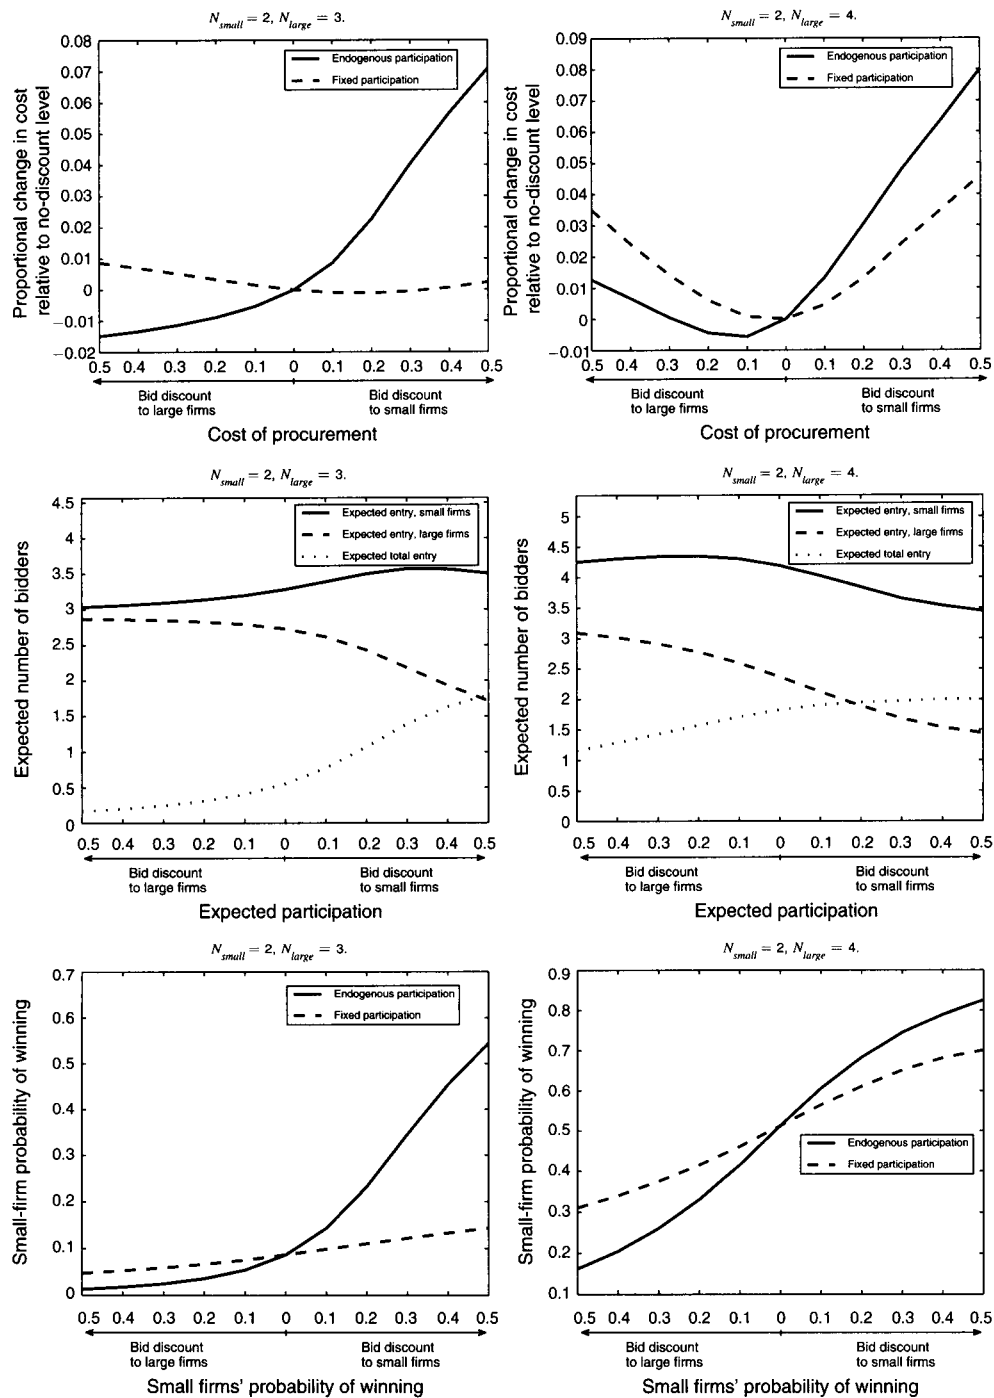 N_small = 2, N_large = 3.
Proportional change in cost
relative to no-discount level
0.08
0.07
0.06
0.05
0.04
0.03
0.02
0.01
0
−0.01
−0.02
Endogenous participation
Fixed participation
0.5 0.4 0.3 0.2 0.1 0 0.1 0.2 0.3 0.4 0.5
Bid discount to large firms
Bid discount to small firms
Cost of procurement
N_small = 2, N_large = 4.
Proportional change in cost
relative to no-discount level
0.09
0.08
0.07
0.06
0.05
0.04
0.03
0.02
0.01
0
−0.01
Endogenous participation
Fixed participation
0.5 0.4 0.3 0.2 0.1 0 0.1 0.2 0.3 0.4 0.5
Bid discount to large firms
Bid discount to small firms
Cost of procurement
N_small = 2, N_large = 3.
Expected number of bidders
4.5
4
3.5
3
2.5
2
1.5
1
0.5
0
Expected entry, small firms
Expected entry, large firms
Expected total entry
0.5 0.4 0.3 0.2 0.1 0 0.1 0.2 0.3 0.4 0.5
Bid discount to large firms
Bid discount to small firms
Expected participation
N_small = 2, N_large = 4.
Expected number of bidders
5
4.5
4
3.5
3
2.5
2
1.5
1
0.5
0
Expected entry, small firms
Expected entry, large firms
Expected total entry
0.5 0.4 0.3 0.2 0.1 0 0.1 0.2 0.3 0.4 0.5
Bid discount to large firms
Bid discount to small firms
Expected participation
N_small = 2, N_large = 3.
Small-firm probability of winning
0.7
0.6
0.5
0.4
0.3
0.2
0.1
0
Endogenous participation
Fixed participation
0.5 0.4 0.3 0.2 0.1 0 0.1 0.2 0.3 0.4 0.5
Bid discount to large firms
Bid discount to small firms
Small firms' probability of winning
N_small = 2, N_large = 4.
Small-firm probability of winning
0.9
0.8
0.7
0.6
0.5
0.4
0.3
0.2
0.1
Endogenous participation
Fixed participation
0.5 0.4 0.3 0.2 0.1 0 0.1 0.2 0.3 0.4 0.5
Bid discount to large firms
Bid discount to small firms
Small firms' probability of winning